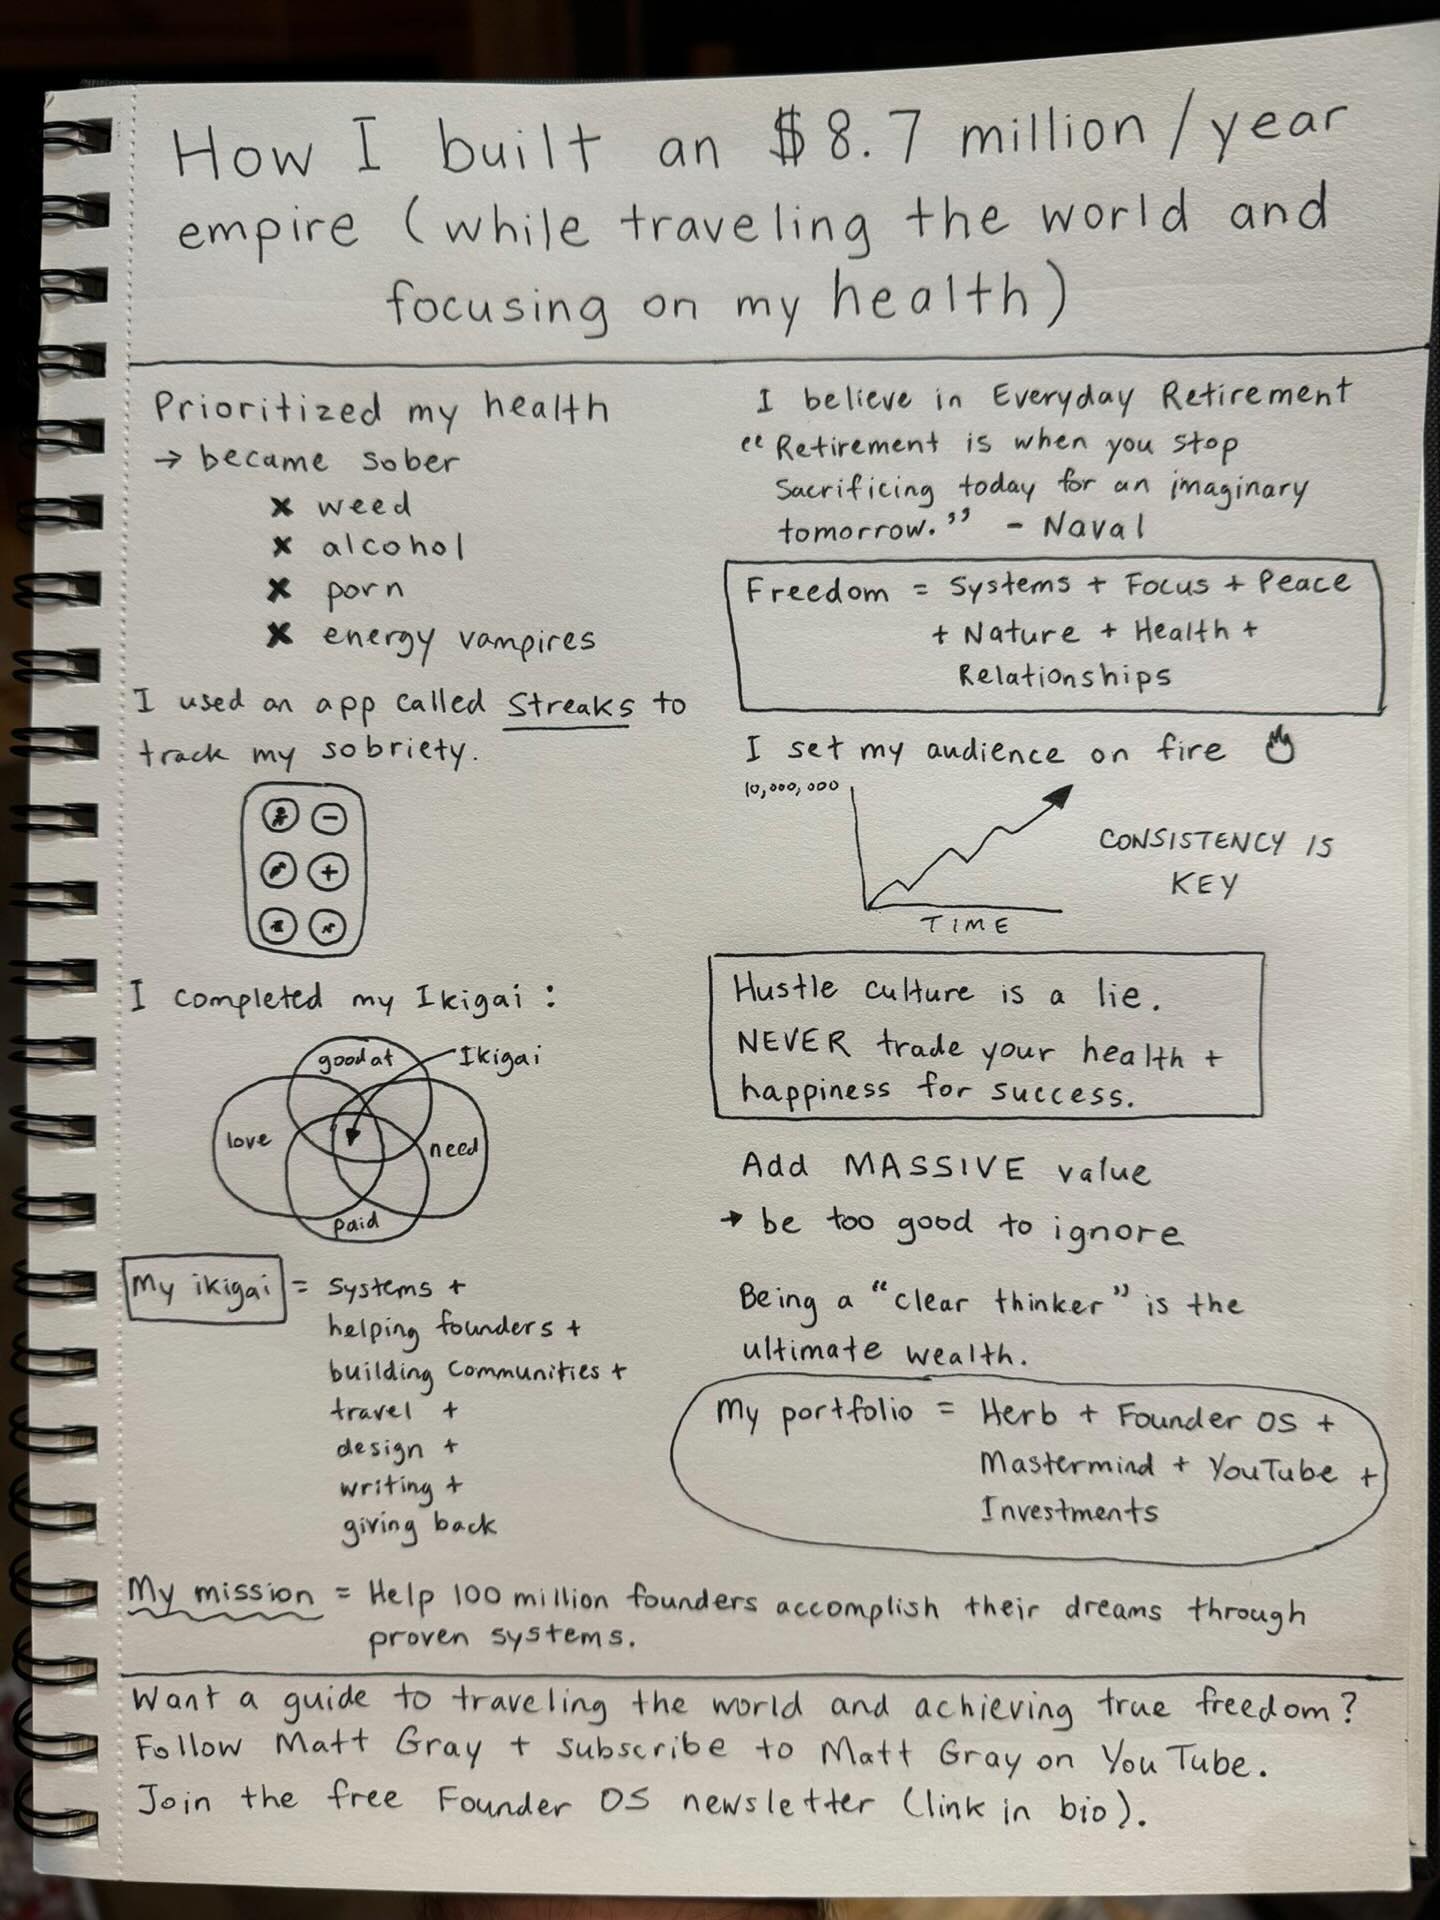 How I built an $8.7 million/year
empire (while traveling the world and
focusing on my health)
Prioritized my health
→ became sober
✗ weed
✗ alcohol
✗ porn
✗ energy vampires
I used an app called Streaks to
track my sobriety.
I completed my Ikigai:
good at
Ikigai
love
need
paid
My ikigai = systems +
helping founders +
building communities +
travel +
design +
writing +
giving back
I believe in Everyday Retirement
“Retirement is when you stop
sacrificing today for an imaginary
tomorrow.” - Naval
Freedom = Systems + Focus + Peace
+ Nature + Health +
Relationships
I set my audience on fire 🔥
10,000,000
CONSISTENCY IS
KEY
TIME
Hustle culture is a lie.
NEVER trade your health +
happiness for success.
Add MASSIVE value
→ be too good to ignore
Being a “clear thinker” is the
ultimate wealth.
My portfolio = Herb + Founder OS +
Mastermind + YouTube +
Investments
My mission = Help 100 million founders accomplish their dreams through
proven systems.
Want a guide to traveling the world and achieving true freedom?
Follow Matt Gray + subscribe to Matt Gray on YouTube.
Join the free Founder OS newsletter (link in bio).